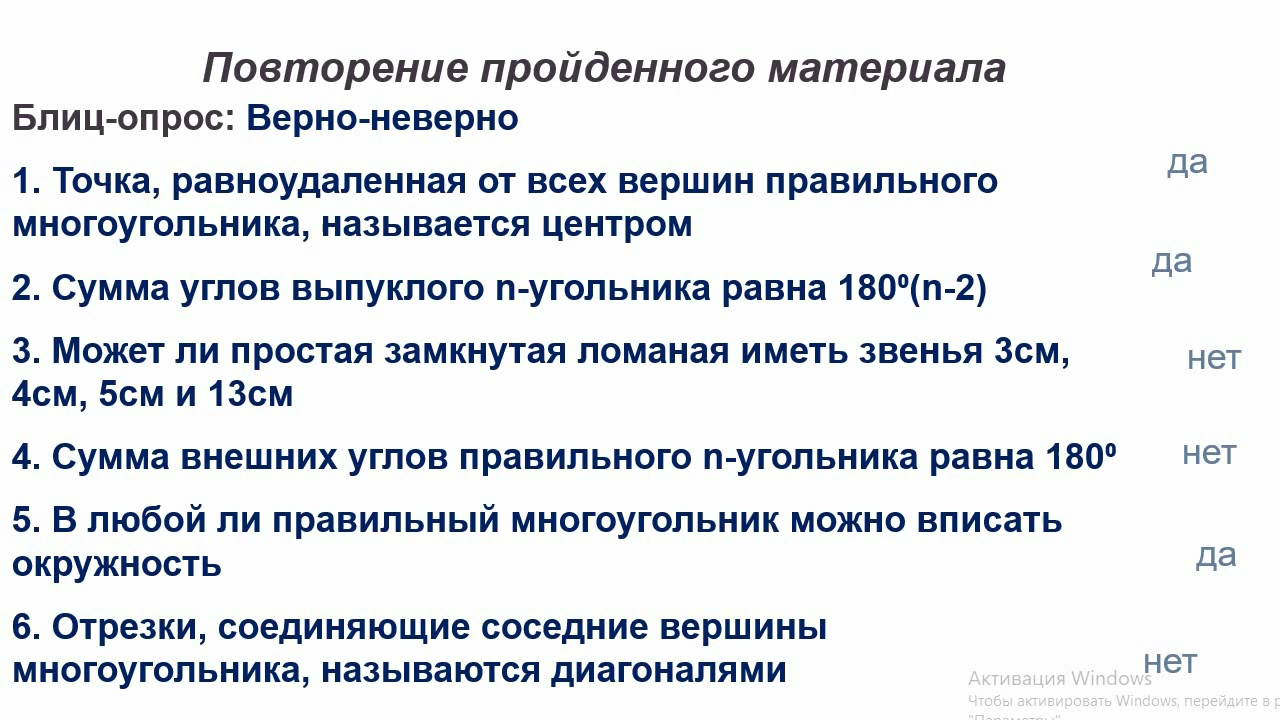 Повторение пройденного материала
Блиц-опрос: Верно-неверно
да
1. Точка, равноудаленная от всех вершин правильного
многоугольника, называется центром
да
2. Сумма углов выпуклого n-угольника равна 180⁰(n-2)
3. Может ли простая замкнутая ломаная иметь звенья 3см,
нет
4см, 5см и 13см
4. Сумма внешних углов правильного n-угольника равна 180⁰
нет
5. В любой ли правильный многоугольник можно вписать
окружность
да
6. Отрезки, соединяющие соседние вершины
многоугольника, называются диагоналями
нет
Активация Windows
Чтобы активировать Windows, перейдите в